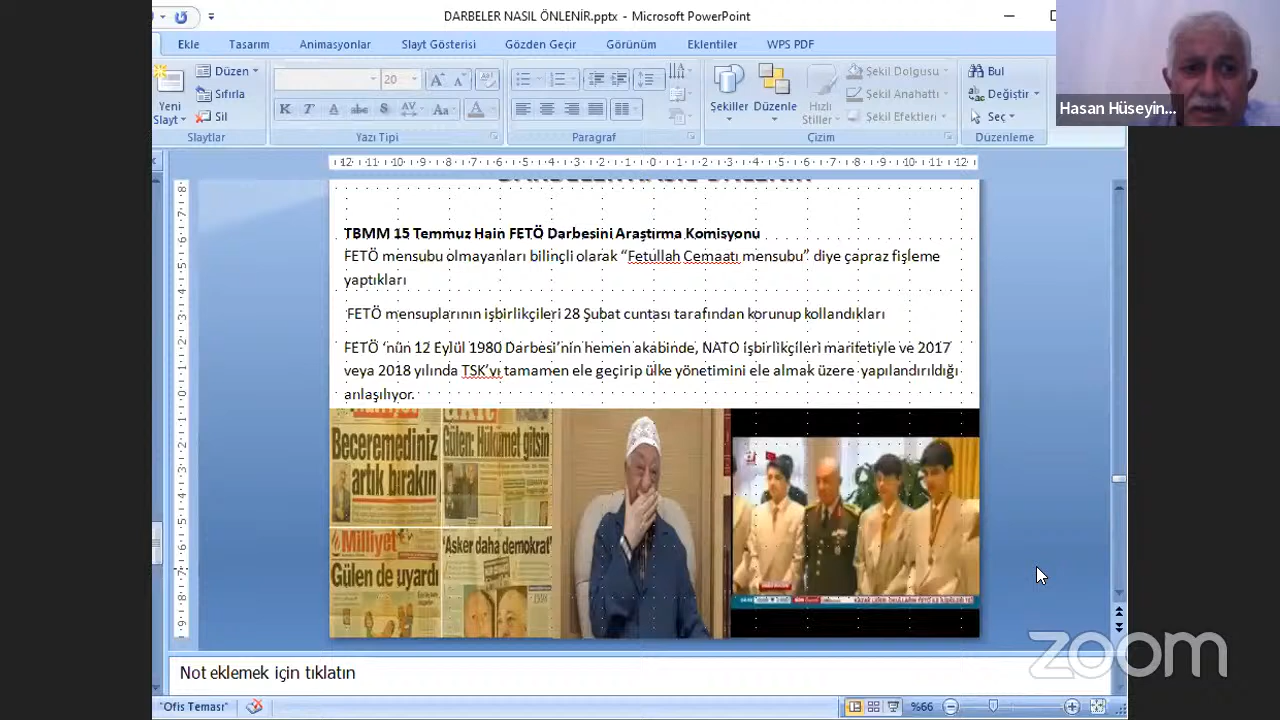 DARBELER NASIL ÖNLENİR.pptx - Microsoft PowerPoint
Ekle Tasarım Animasyonlar Slayt Gösterisi Gözden Geçir Görünüm Eklentiler WPS PDF
Yeni Slayt
Düzen
Sıfırla
Sil
20
Şekiller
Düzenle
Hızlı Stiller
Şekil Dolgusu
Şekil Anahattı
Şekil Efektleri
Bul
Değiştir
Seç
Slaytlar Yazı Tipi Paragraf Çizim Düzenleme
Hasan Hüseyin...
DARBELER NASIL ÖNLENİR
TBMM 15 Temmuz Hain FETÖ Darbesini Araştırma Komisyonu
FETÖ mensubu olmayanları bilinçli olarak “Fetullah Cemaatı mensubu” diye çapraz fişleme
yaptıkları
FETÖ mensuplarının işbirlikçileri 28 Şubat cuntası tarafından korunup kollandıkları
FETÖ ‘nün 12 Eylül 1980 Darbesi’nin hemen akabinde, NATO işbirlikçileri marifetiyle ve 2017
veya 2018 yılında TSK’yı tamamen ele geçirip ülke yönetimini ele almak üzere yapılandırıldığı
anlaşılıyor.
Beceremediniz
artık bırakın
Gülen: Hükümet gitsin
Milliyet
Gülen de uyardı
'Asker daha demokrat'
zoom
Not eklemek için tıklatın
"Ofis Teması" %66